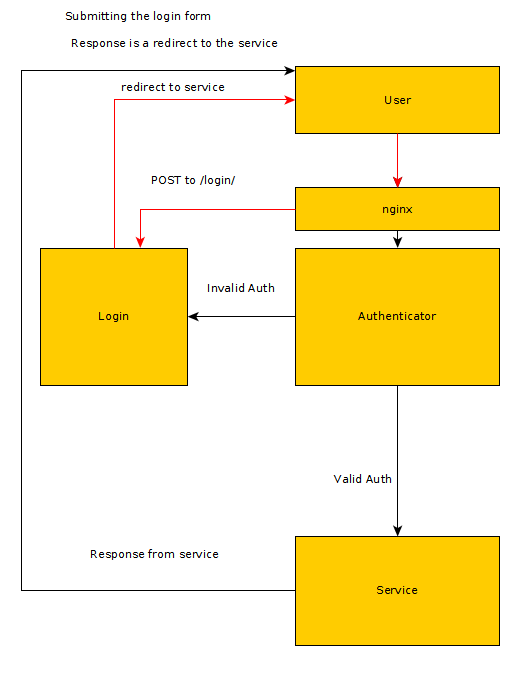 Submitting the login form
Response is a redirect to the service
redirect to service
User
POST to /login/
nginx
Invalid Auth
Login
Authenticator
Valid Auth
Response from service
Service